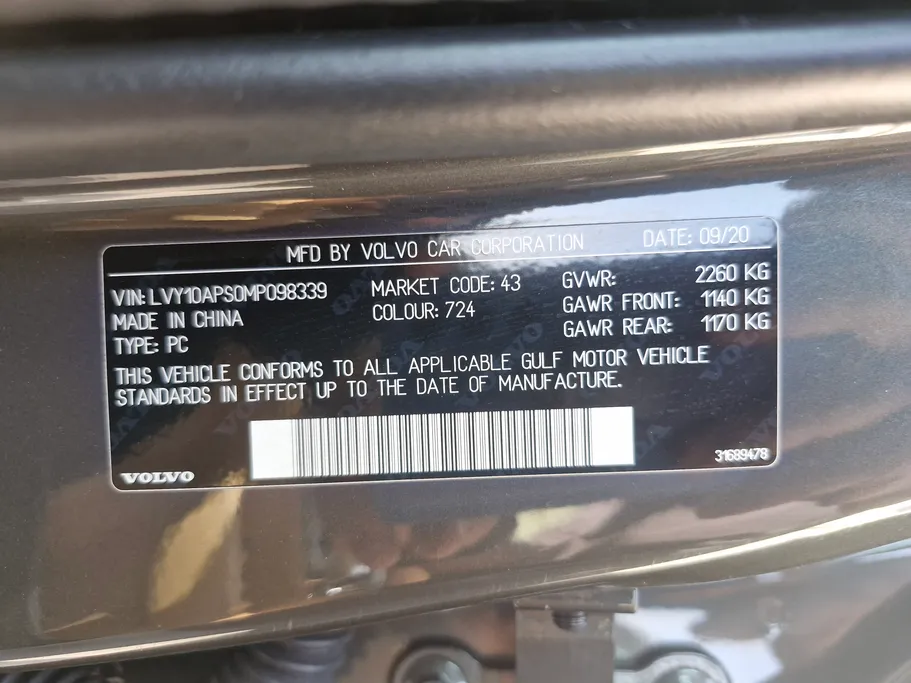 MFD BY VOLVO CAR CORPORATION DATE: 09/20
VIN: LVY10APS0MP098339 MARKET CODE: 43 GVWR: 2260 KG
MADE IN CHINA COLOUR: 724 GAWR FRONT: 1140 KG
TYPE: PC GAWR REAR: 1170 KG
THIS VEHICLE CONFORMS TO ALL APPLICABLE GULF MOTOR VEHICLE
STANDARDS IN EFFECT UP TO THE DATE OF MANUFACTURE.
VOLVO 31689478